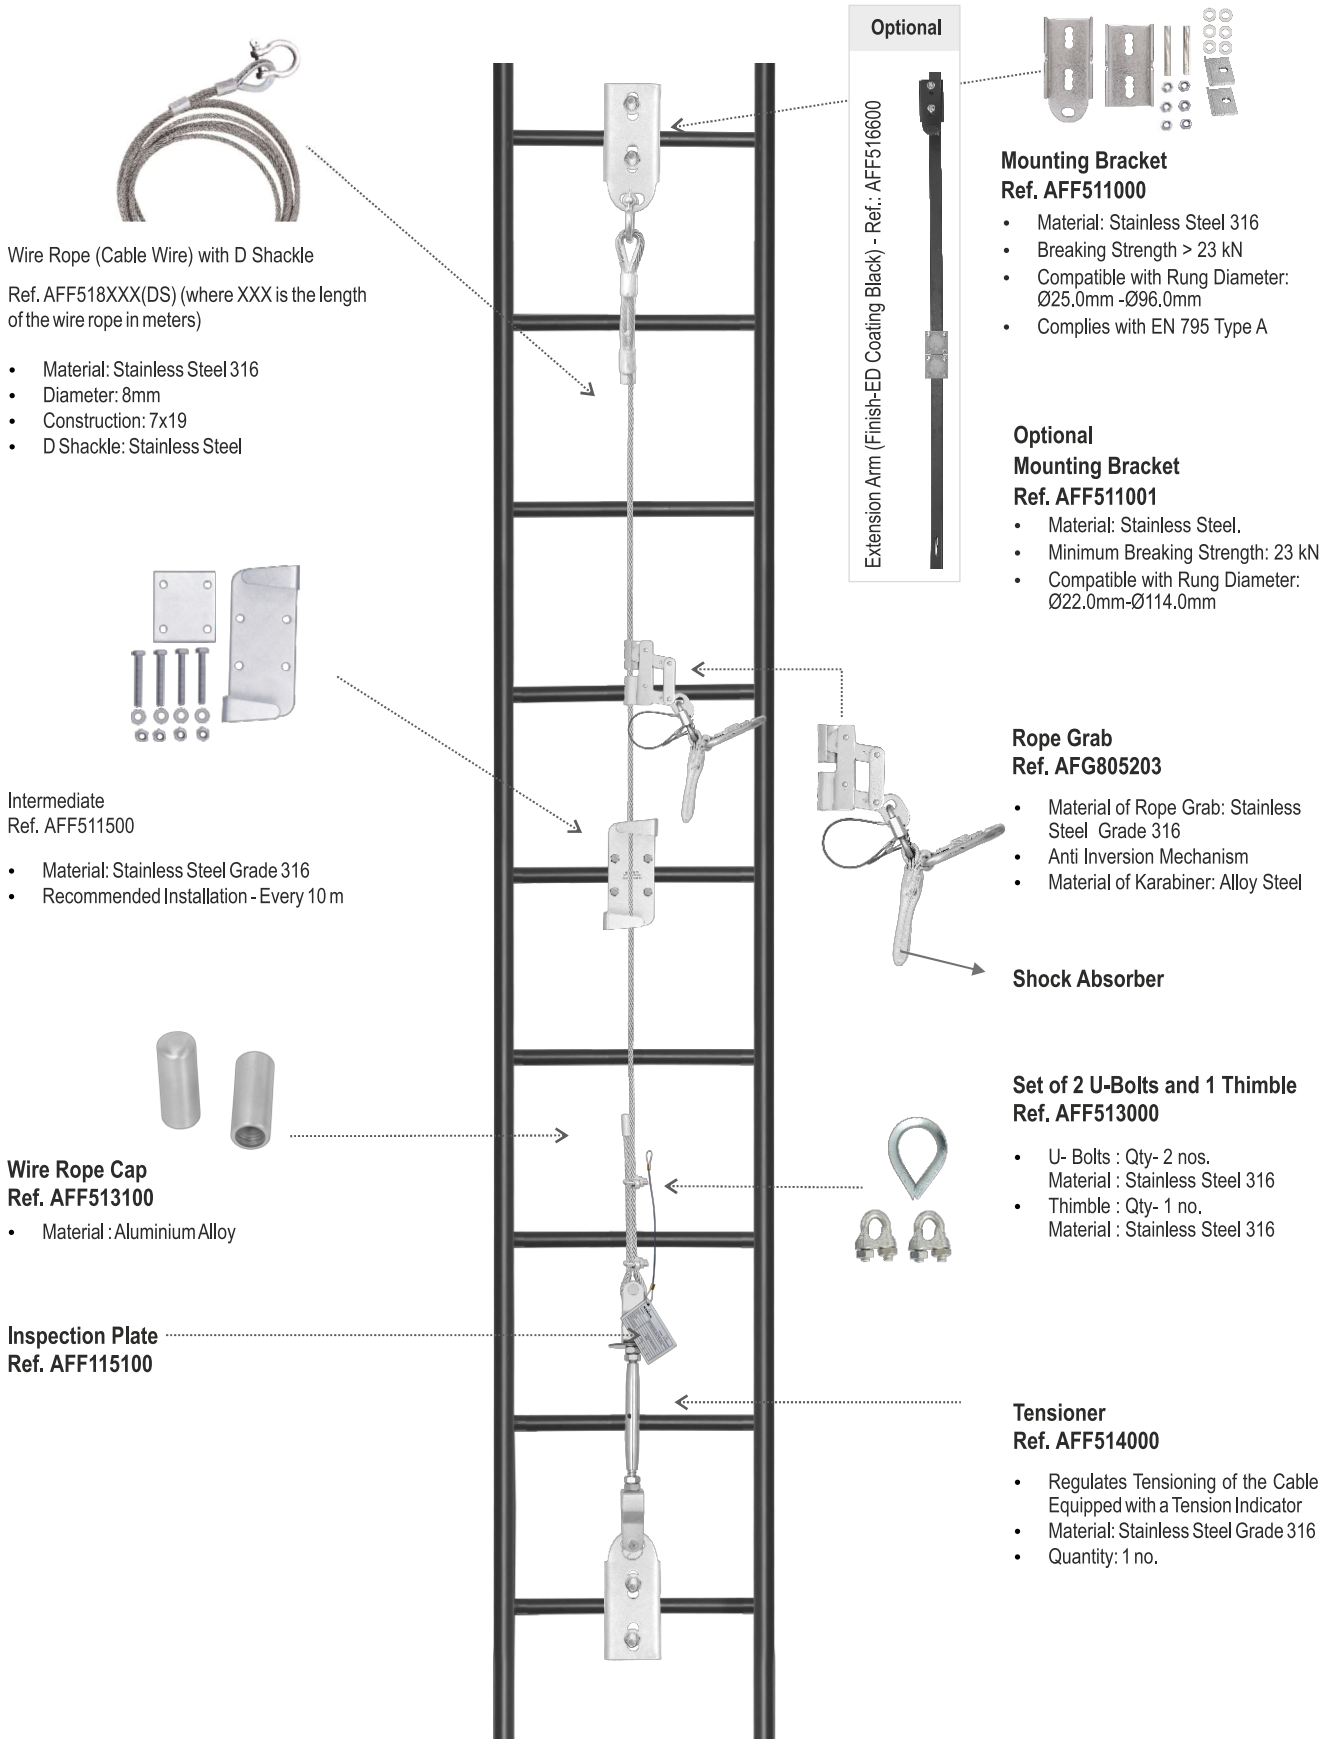 Optional
Extension Arm (Finish-ED Coating Black) - Ref.: AFF516600
Mounting Bracket
Ref. AFF511000
• Material: Stainless Steel 316
• Breaking Strength > 23 kN
• Compatible with Rung Diameter:
Ø25.0mm -Ø96.0mm
• Complies with EN 795 Type A
Wire Rope (Cable Wire) with D Shackle
Ref. AFF518XXX(DS) (where XXX is the length
of the wire rope in meters)
• Material: Stainless Steel 316
• Diameter: 8mm
• Construction: 7x19
• D Shackle: Stainless Steel
Optional
Mounting Bracket
Ref. AFF511001
• Material: Stainless Steel.
• Minimum Breaking Strength: 23 kN
• Compatible with Rung Diameter:
Ø22.0mm-Ø114.0mm
Intermediate
Ref. AFF511500
• Material: Stainless Steel Grade 316
• Recommended Installation - Every 10 m
Rope Grab
Ref. AFG805203
• Material of Rope Grab: Stainless
Steel Grade 316
• Anti Inversion Mechanism
• Material of Karabiner: Alloy Steel
Shock Absorber
Wire Rope Cap
Ref. AFF513100
• Material : Aluminium Alloy
Set of 2 U-Bolts and 1 Thimble
Ref. AFF513000
• U- Bolts : Qty- 2 nos.
Material : Stainless Steel 316
• Thimble : Qty- 1 no.
Material : Stainless Steel 316
Inspection Plate
Ref. AFF115100
Tensioner
Ref. AFF514000
• Regulates Tensioning of the Cable
Equipped with a Tension Indicator
• Material: Stainless Steel Grade 316
• Quantity: 1 no.